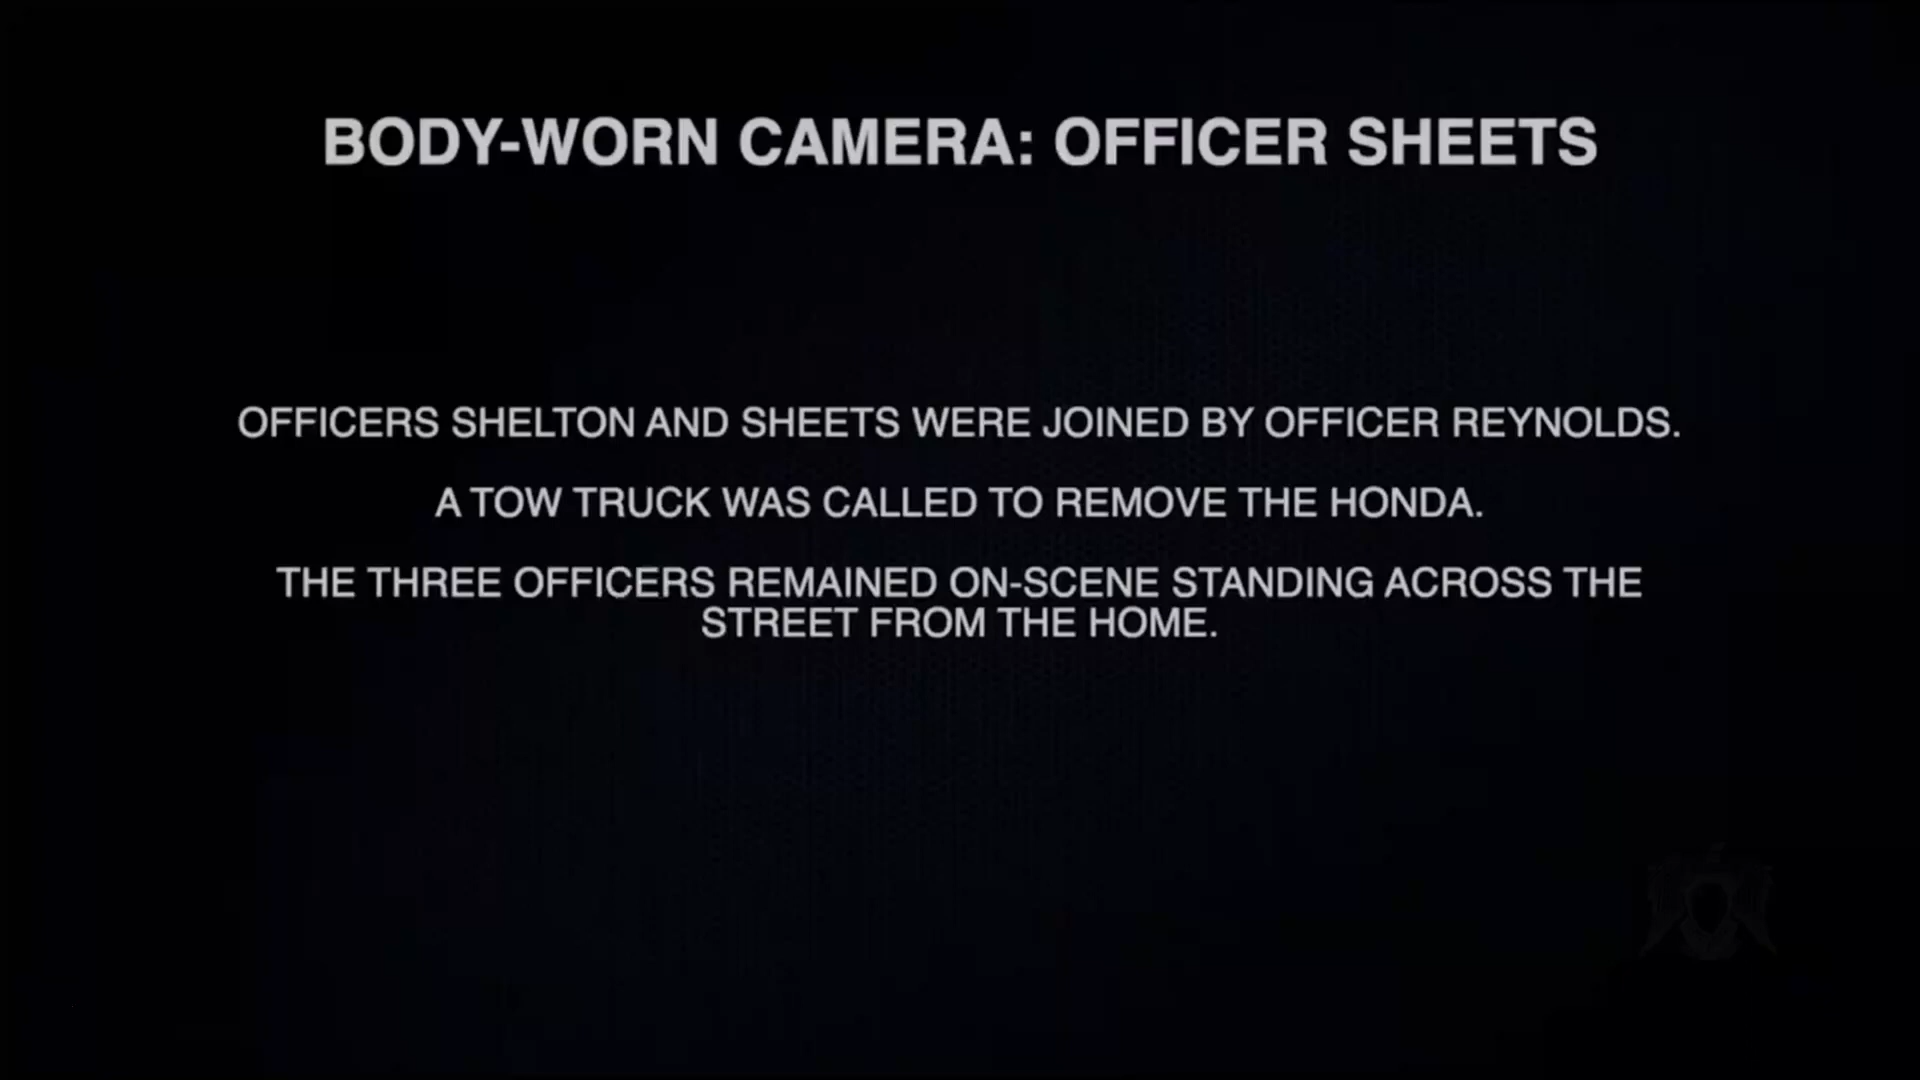 BODY-WORN CAMERA: OFFICER SHEETS
OFFICERS SHELTON AND SHEETS WERE JOINED BY OFFICER REYNOLDS.
A TOW TRUCK WAS CALLED TO REMOVE THE HONDA.
THE THREE OFFICERS REMAINED ON-SCENE STANDING ACROSS THE
STREET FROM THE HOME.